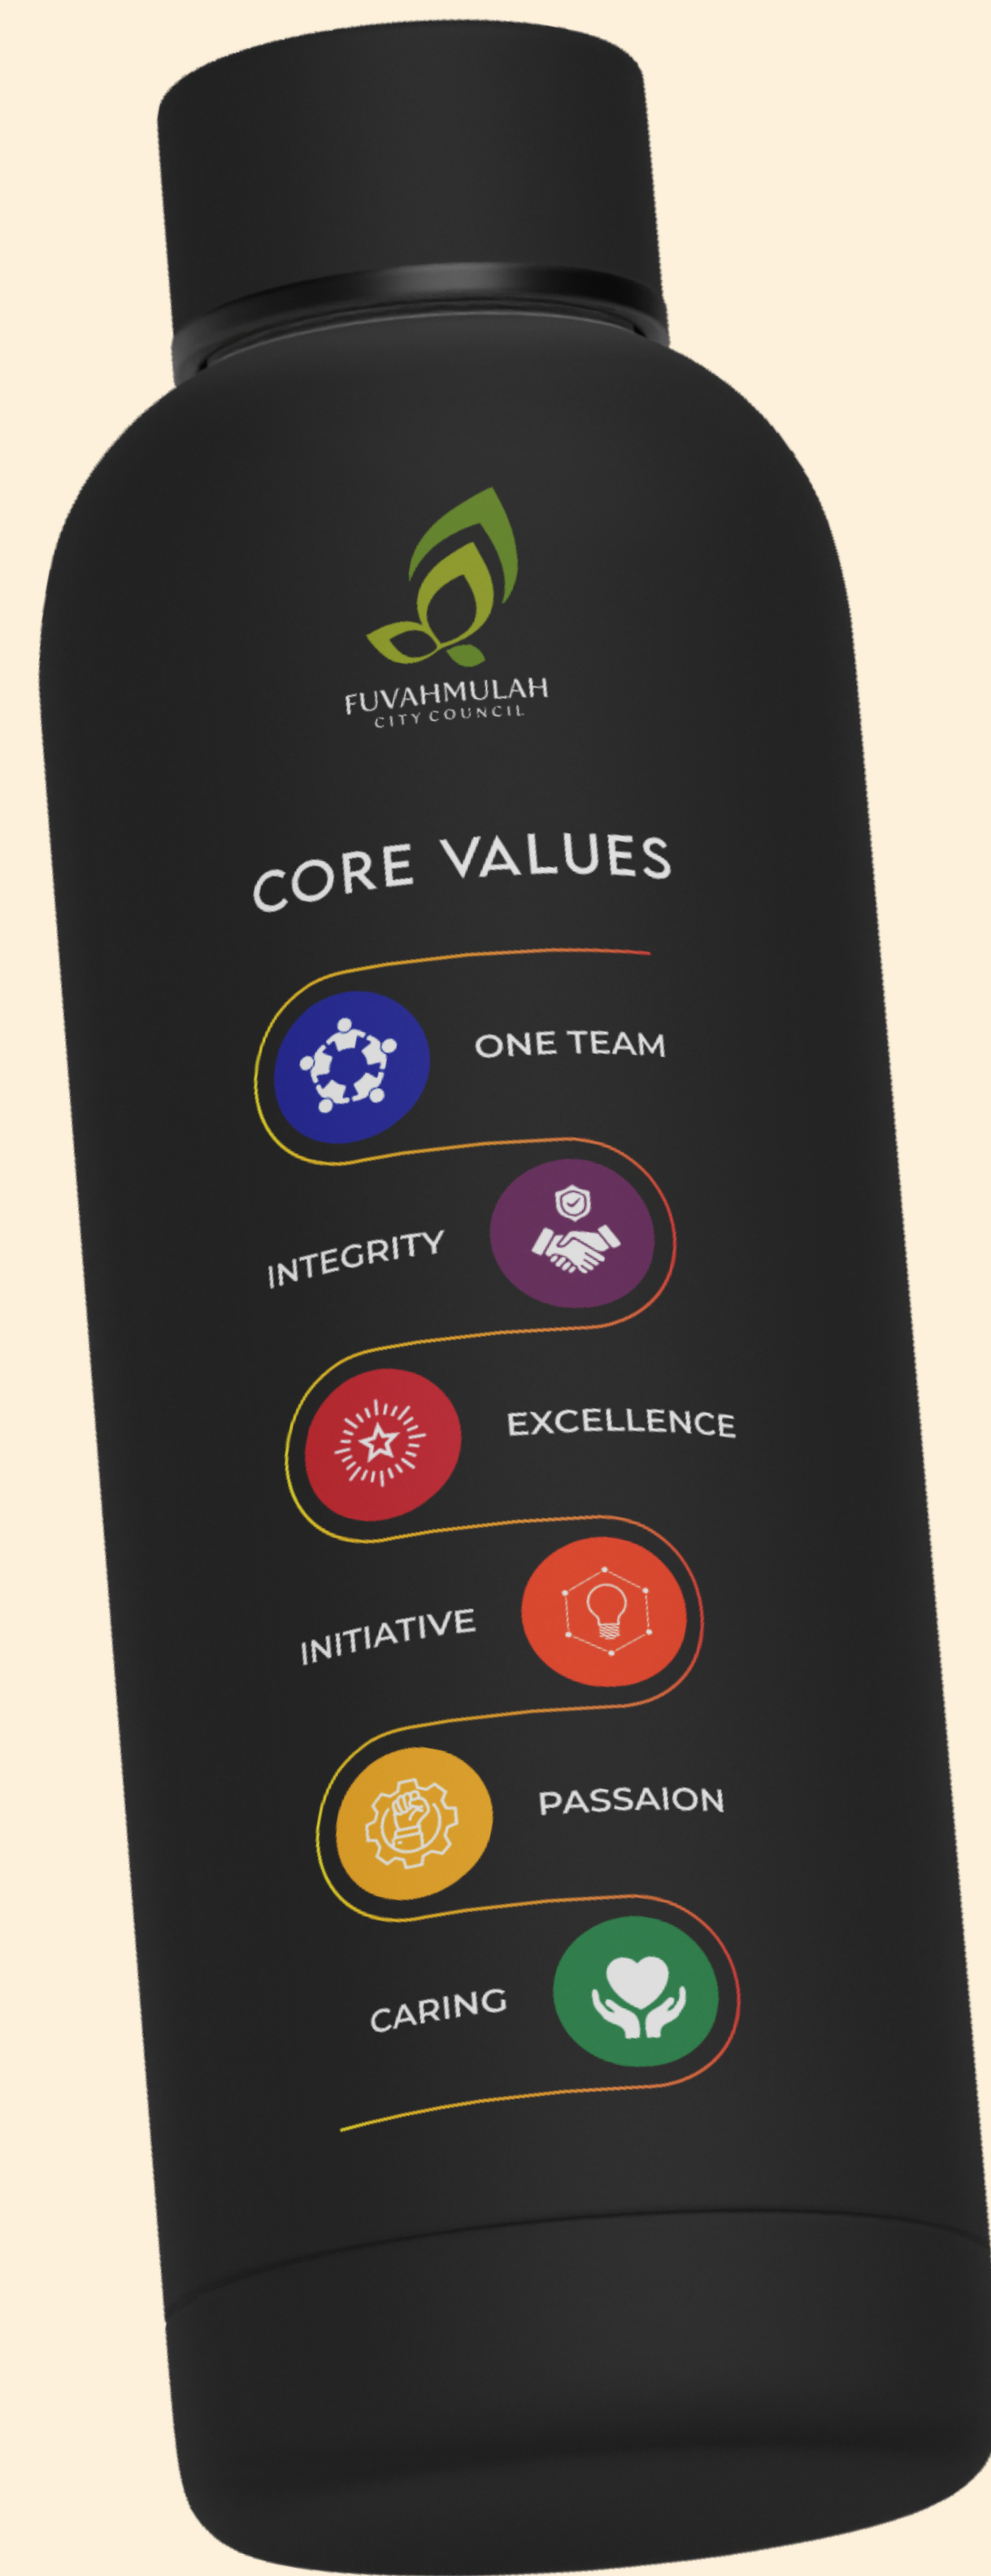 FUVAHMULAH
CITY COUNCIL
CORE VALUES
ONE TEAM
INTEGRITY
EXCELLENCE
INITIATIVE
PASSAION
CARING